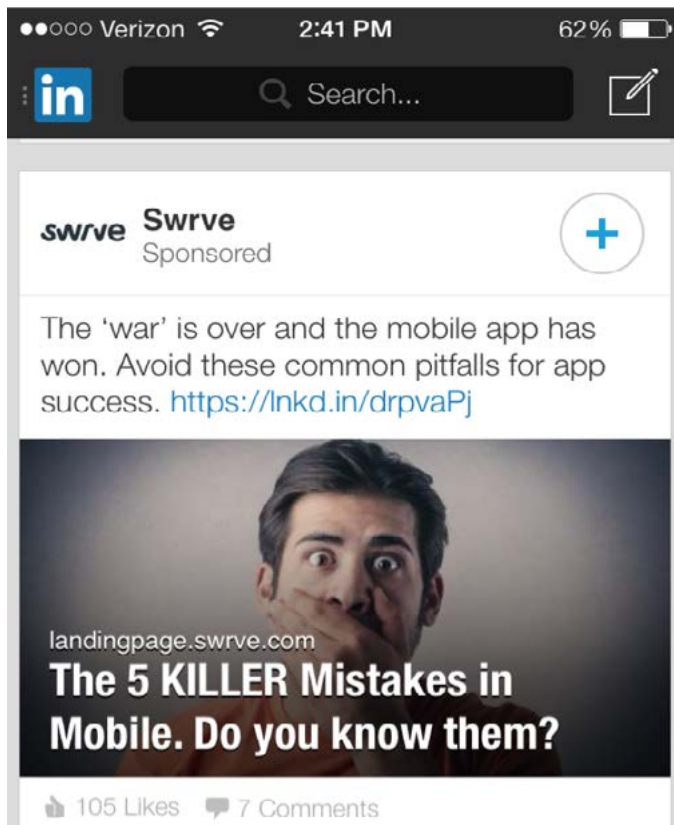 Verizon 2:41 PM 62%
in Search...
swrve Swrve
Sponsored
The ‘war’ is over and the mobile app has
won. Avoid these common pitfalls for app
success. https://lnkd.in/drpvaPj
landingpage.swrve.com
The 5 KILLER Mistakes in
Mobile. Do you know them?
105 Likes 7 Comments